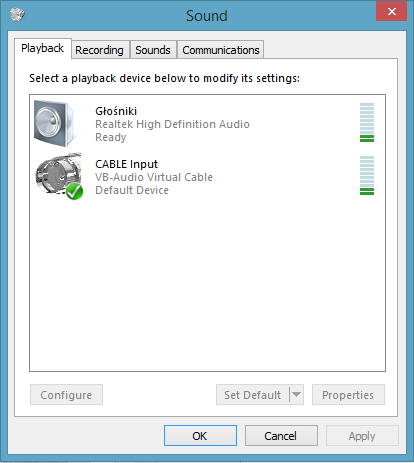 Sound
Playback Recording Sounds Communications
Select a playback device below to modify its settings:
Głośniki
Realtek High Definition Audio
Ready
CABLE Input
VB-Audio Virtual Cable
Default Device
Configure Set Default Properties
OK Cancel Apply